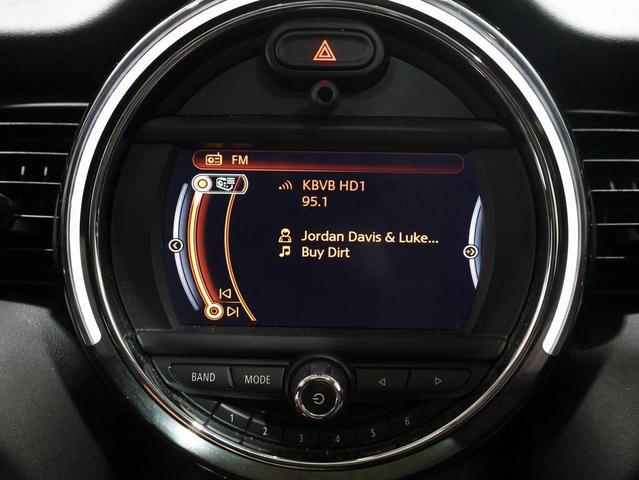 FM
KBVB HD1
95.1
Jordan Davis & Luke...
Buy Dirt
BAND MODE
1 2 3 4 5 6